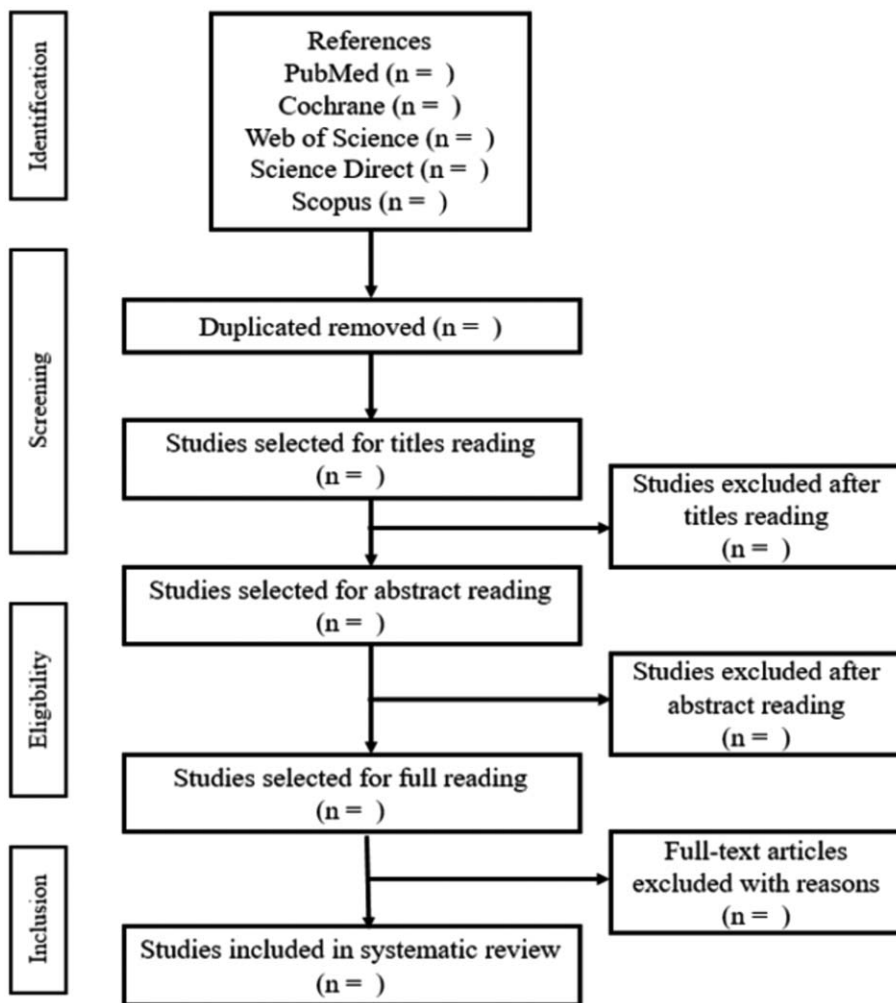 Identification
References
PubMed (n =  )
Cochrane (n =  )
Web of Science (n =  )
Science Direct (n =  )
Scopus (n =  )
Screening
Duplicated removed (n =  )
Studies selected for titles reading
(n =  )
Studies excluded after
titles reading
(n =  )
Studies selected for abstract reading
(n =  )
Eligibility
Studies excluded after
abstract reading
(n =  )
Studies selected for full reading
(n =  )
Inclusion
Full-text articles
excluded with reasons
(n =  )
Studies included in systematic review
(n =  )